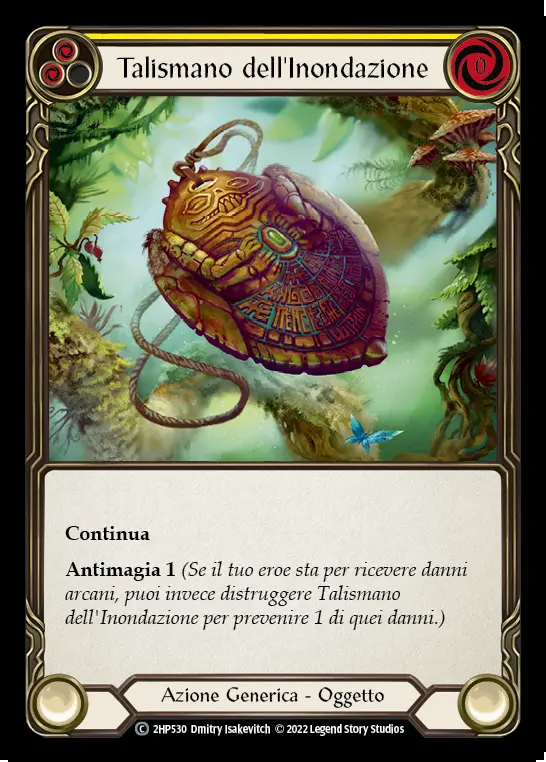 Talismano dell'Inondazione
0
Continua
Antimagia 1 (Se il tuo eroe sta per ricevere danni
arcani, puoi invece distruggere Talismano
dell'Inondazione per prevenire 1 di quei danni.)
Azione Generica - Oggetto
C 2HP530 Dmitry Isakevitch © 2022 Legend Story Studios